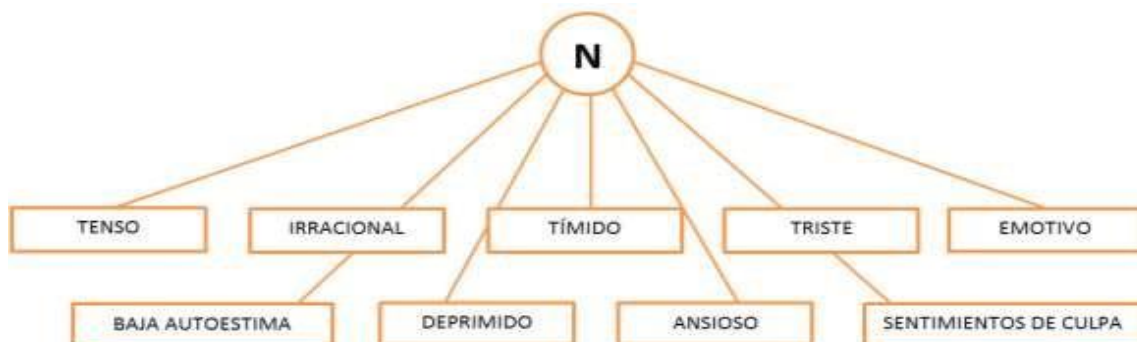 N
TENSO
IRRACIONAL
TÍMIDO
TRISTE
EMOTIVO
BAJA AUTOESTIMA
DEPRIMIDO
ANSIOSO
SENTIMIENTOS DE CULPA